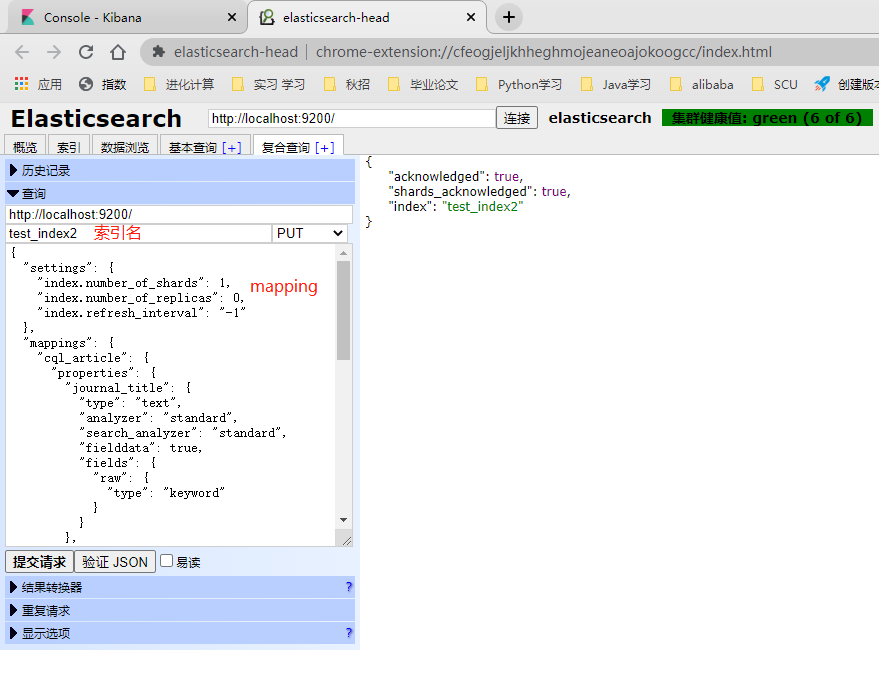 Console - Kibana
elasticsearch-head
elasticsearch-head | chrome-extension://cfeogjeljkhheghmojeaneoajokoogcc/index.html
应用 指数 进化计算 实习 学习 秋招 毕业论文 Python学习 Java学习 alibaba SCU 创建版本
Elasticsearch http://localhost:9200/ 连接 elasticsearch 集群健康值: green (6 of 6)
概览 索引 数据浏览 基本查询 [+] 复合查询 [+]
历史记录
查询
http://localhost:9200/
test_index2 索引名 PUT
{
"settings": {
"index.number_of_shards": 1,
"index.number_of_replicas": 0,
"index.refresh_interval": "-1"
},
"mappings": {
"cql_article": {
"properties": {
"journal_title": {
"type": "text",
"analyzer": "standard",
"search_analyzer": "standard",
"fielddata": true,
"fields": {
"raw": {
"type": "keyword"
}
}
},
mapping
提交请求 验证 JSON 易读
结果转换器 ?
重复请求
显示选项 ?
{
"acknowledged": true,
"shards_acknowledged": true,
"index": "test_index2"
}